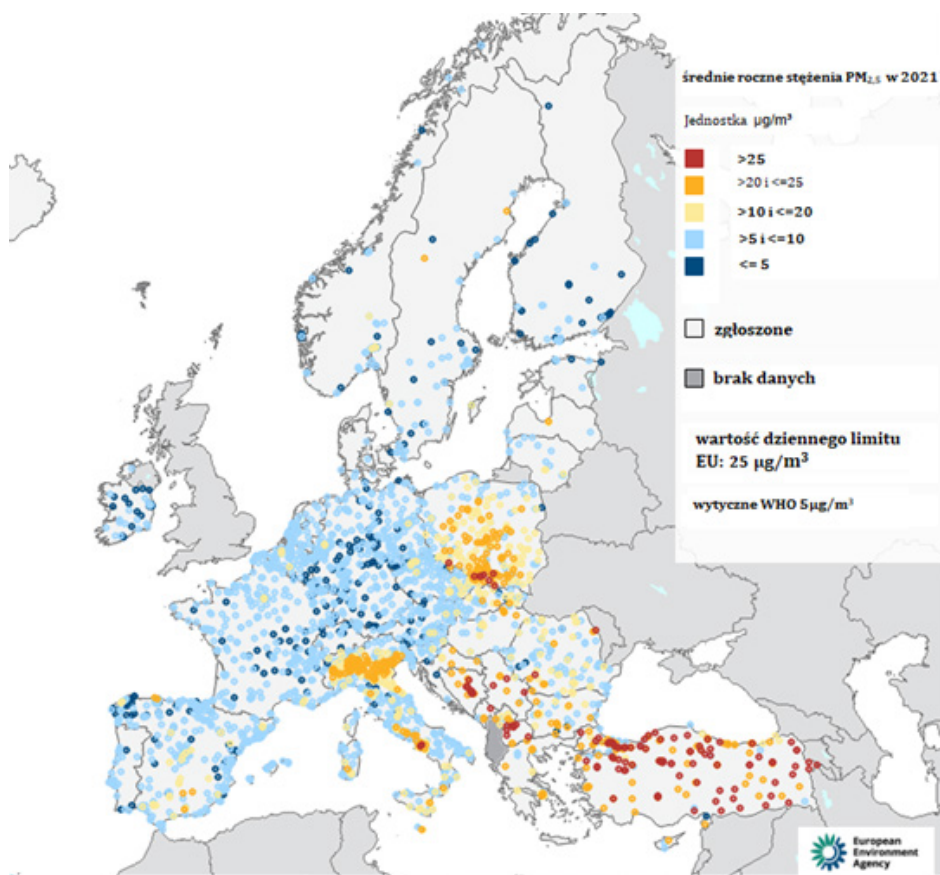 średnie roczne stężenia PM₂,₅ w 2021
Jednostka µg/m³
>25
>20 i <=25
>10 i <=20
>5 i <=10
<= 5
zgłoszone
brak danych
wartość dziennego limitu
EU: 25 µg/m³
wytyczne WHO 5µg/m³
European
Environment
Agency